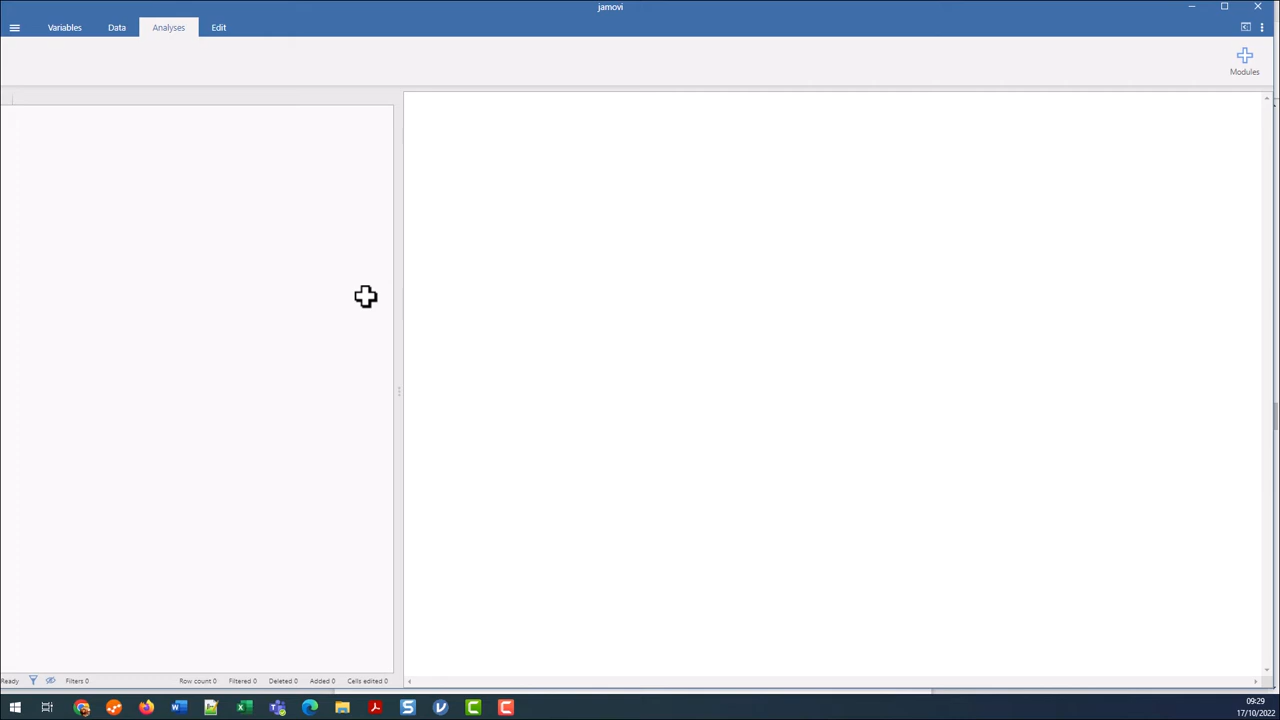 jamovi
Variables Data Analyses Edit
Modules
Ready Filters 0 Row count 0 Filtered 0 Deleted 0 Added 0 Cells edited 0
09:29
17/10/2022